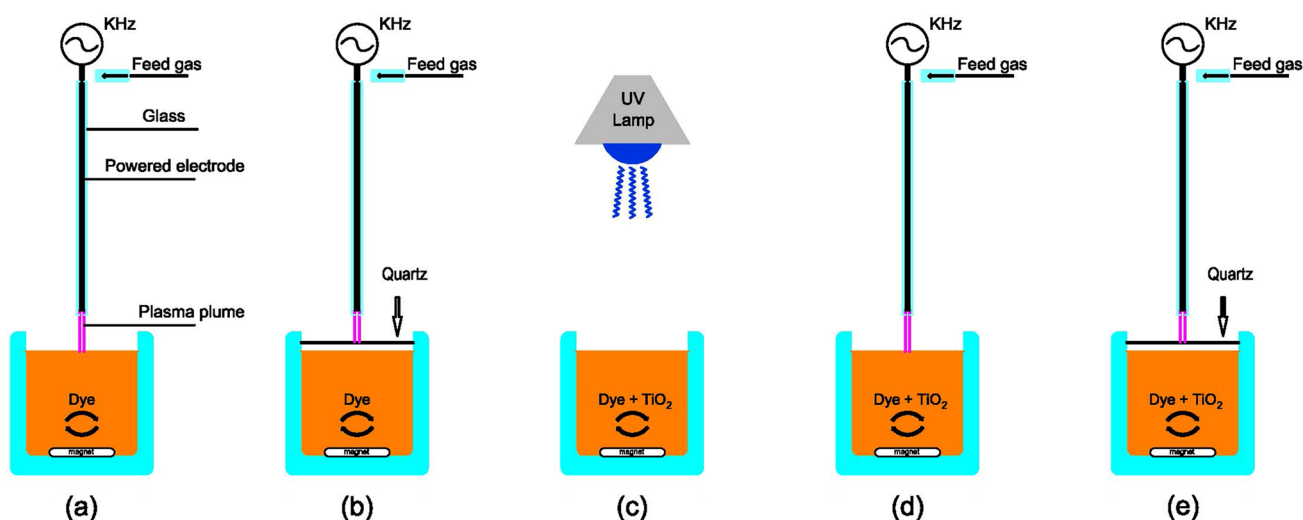 KHz
Feed gas
Glass
Powered electrode
Plasma plume
Dye
magnet
(a)
KHz
Feed gas
Quartz
Dye
magnet
(b)
UV
Lamp
Dye + TiO₂
magnet
(c)
KHz
Feed gas
Dye + TiO₂
magnet
(d)
KHz
Feed gas
Quartz
Dye + TiO₂
magnet
(e)